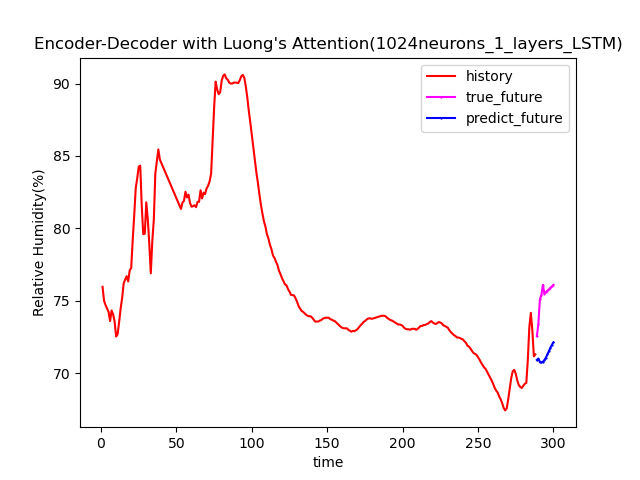 Encoder-Decoder with Luong's Attention(1024neurons_1_layers_LSTM)
history
true_future
predict_future
90
85
80
75
70
Relative Humidity(%)
0 50 100 150 200 250 300
time